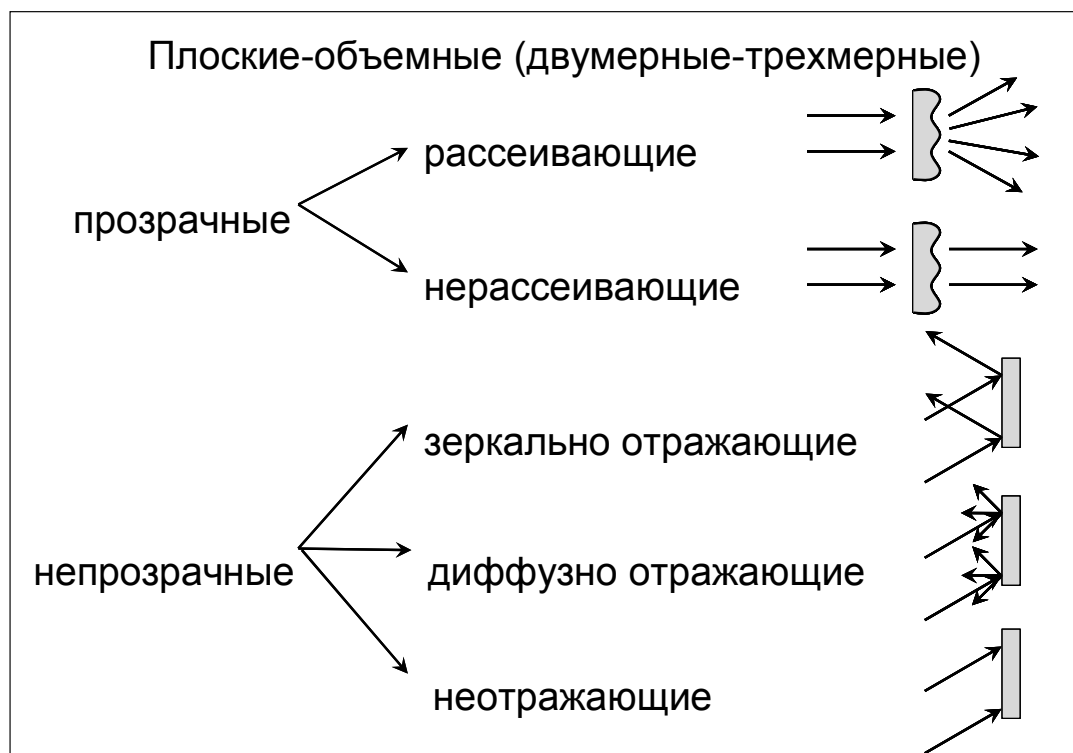 Плоские-объемные (двумерные-трехмерные)
рассеивающие
прозрачные
нерассеивающие
зеркально отражающие
непрозрачные
диффузно отражающие
неотражающие